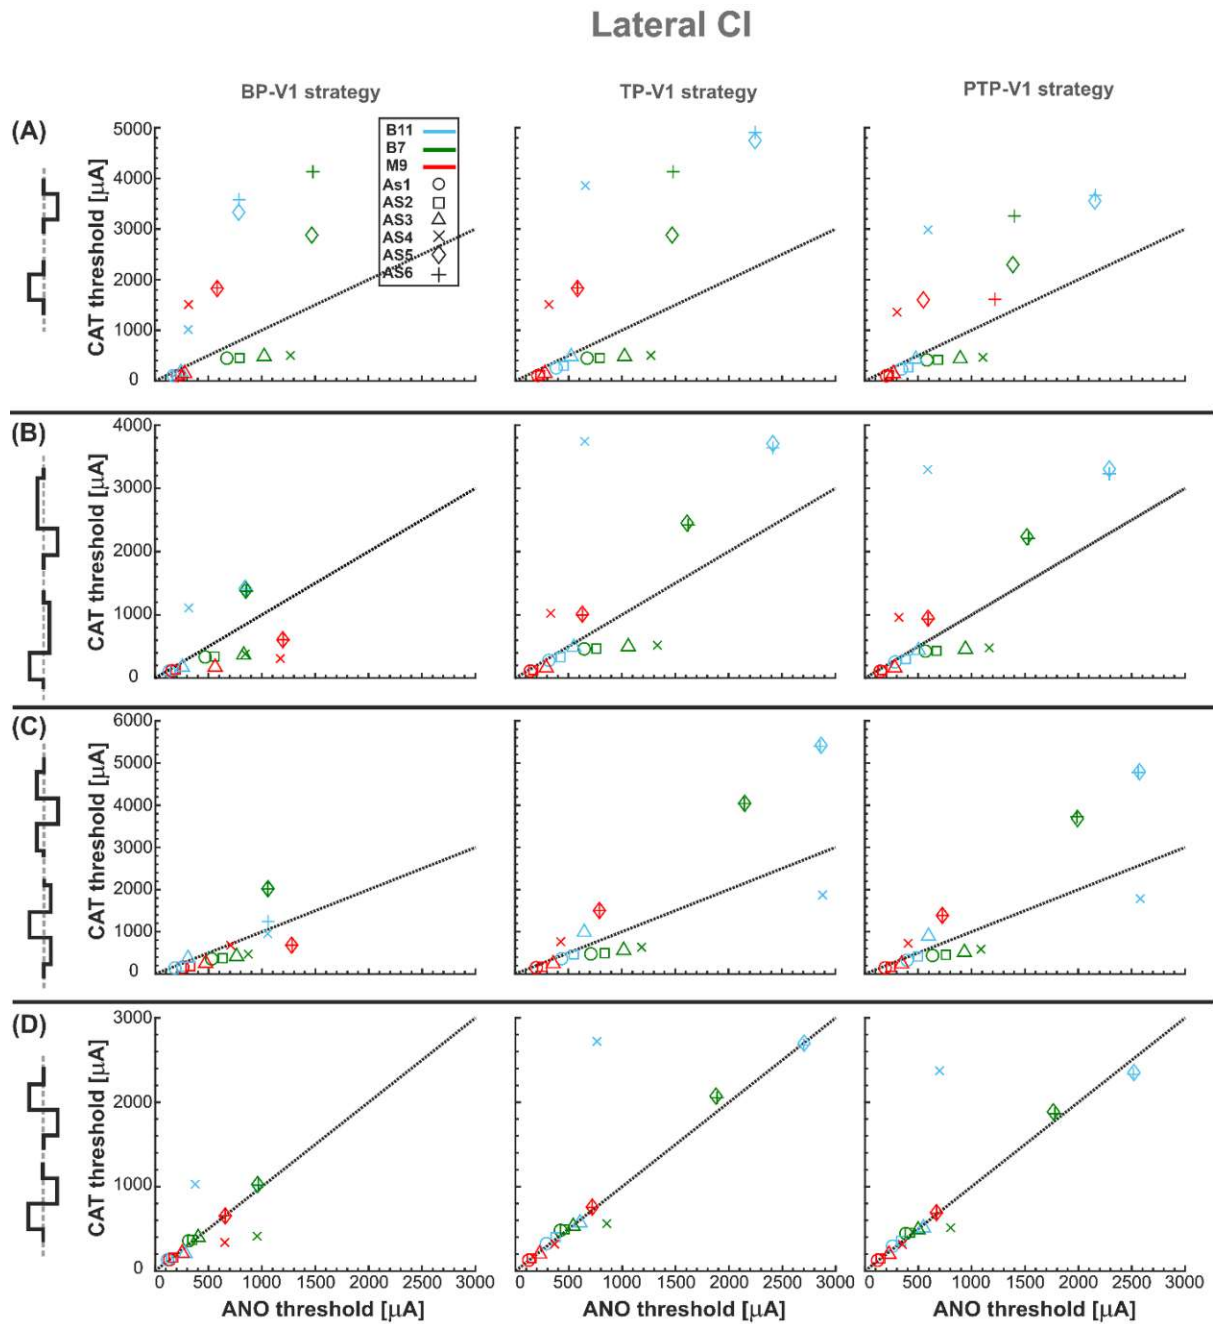 Lateral CI
BP-V1 strategy TP-V1 strategy PTP-V1 strategy
(A)
CAT threshold [µA]
5000
4000
3000
2000
1000
0
B11
B7
M9
As1
AS2
AS3
AS4
AS5
AS6
(B)
CAT threshold [µA]
4000
3000
2000
1000
0
(C)
CAT threshold [µA]
6000
5000
4000
3000
2000
1000
0
(D)
CAT threshold [µA]
3000
2000
1000
0
500 1000 1500 2000 2500 3000
500 1000 1500 2000 2500 3000
500 1000 1500 2000 2500 3000
ANO threshold [µA] ANO threshold [µA] ANO threshold [µA]